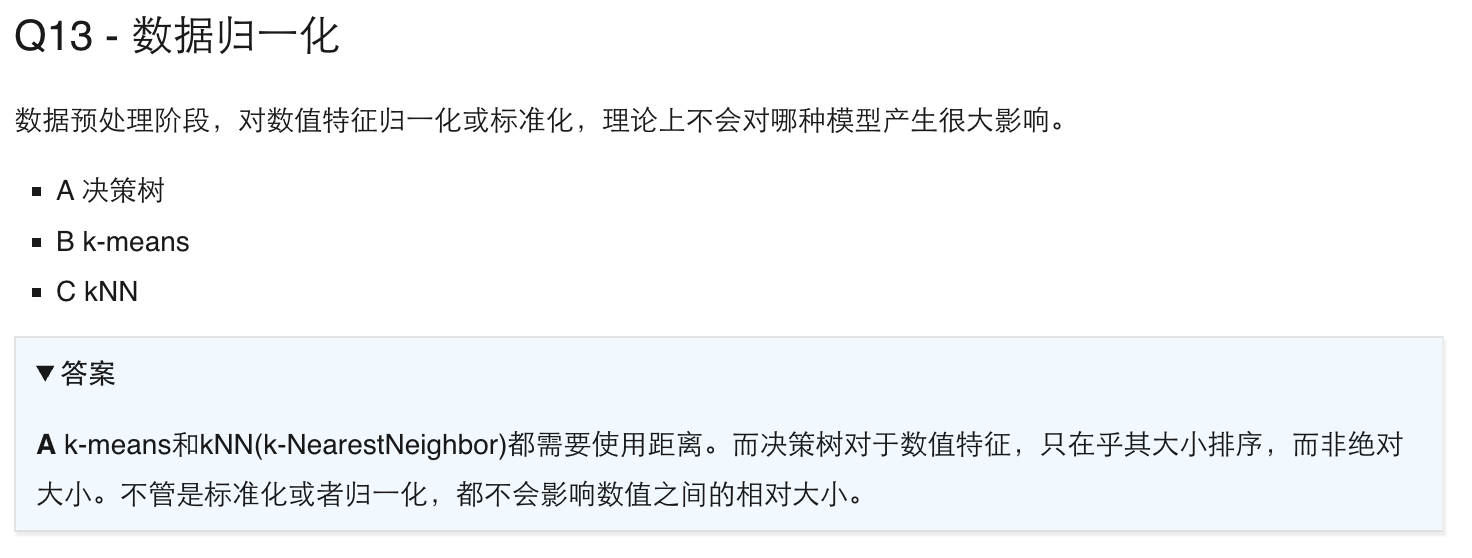 Q13 - 数据归一化
数据预处理阶段，对数值特征归一化或标准化，理论上不会对哪种模型产生很大影响。
▪ A 决策树
▪ B k-means
▪ C kNN
▼ 答案
A k-means和kNN(k-NearestNeighbor)都需要使用距离。而决策树对于数值特征，只在乎其大小排序，而非绝对
大小。不管是标准化或者归一化，都不会影响数值之间的相对大小。